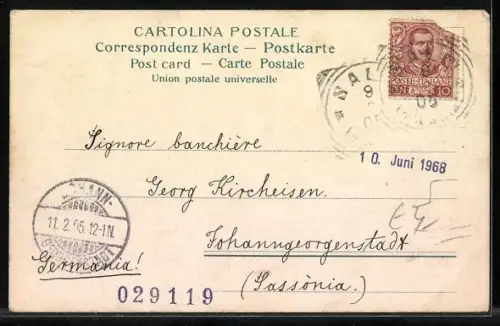 CARTOLINA POSTALE
Correspondenz Karte — Postkarte
Post card — Carte Postale
Union postale universelle
POSTE ITALIANE
CENT. 10
Signore banchière
10. Juni 1968
Georg Kircheisen.
11.2.05.12-1N.
Johanngeorgenstadt
Germania!
(Sassònia.)
029119